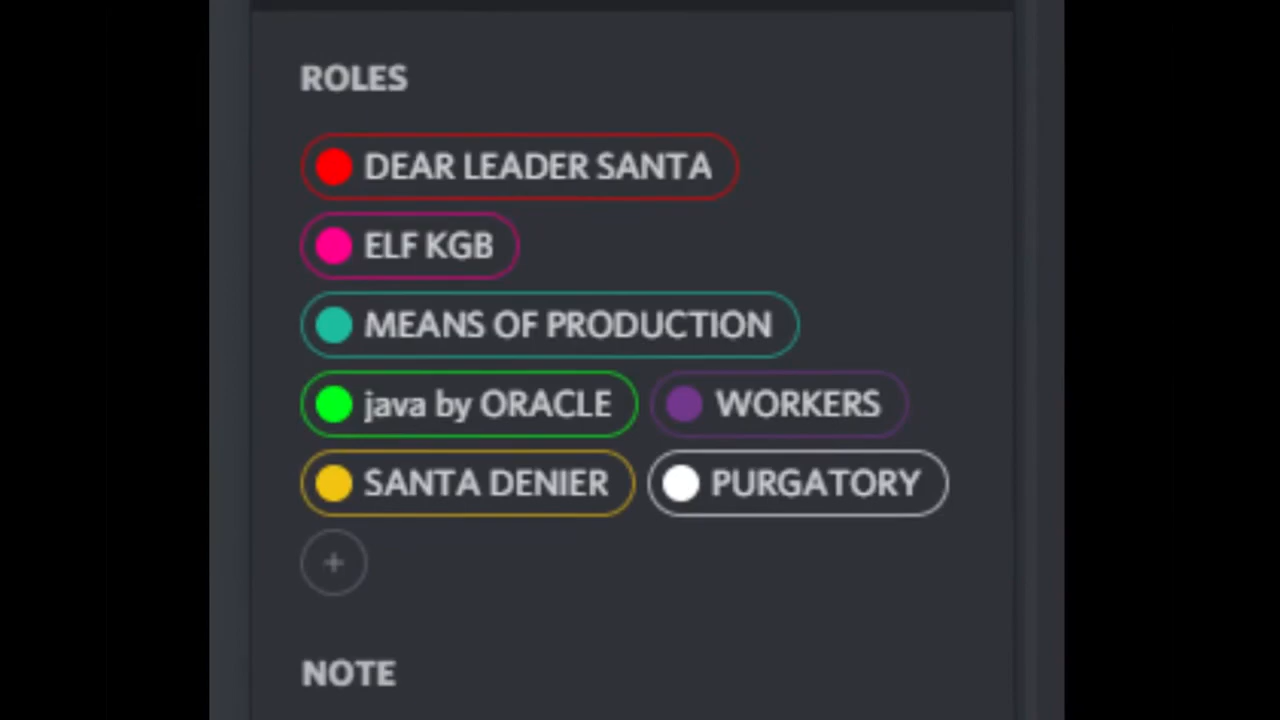 ROLES
DEAR LEADER SANTA
ELF KGB
MEANS OF PRODUCTION
java by ORACLE WORKERS
SANTA DENIER PURGATORY
+
NOTE